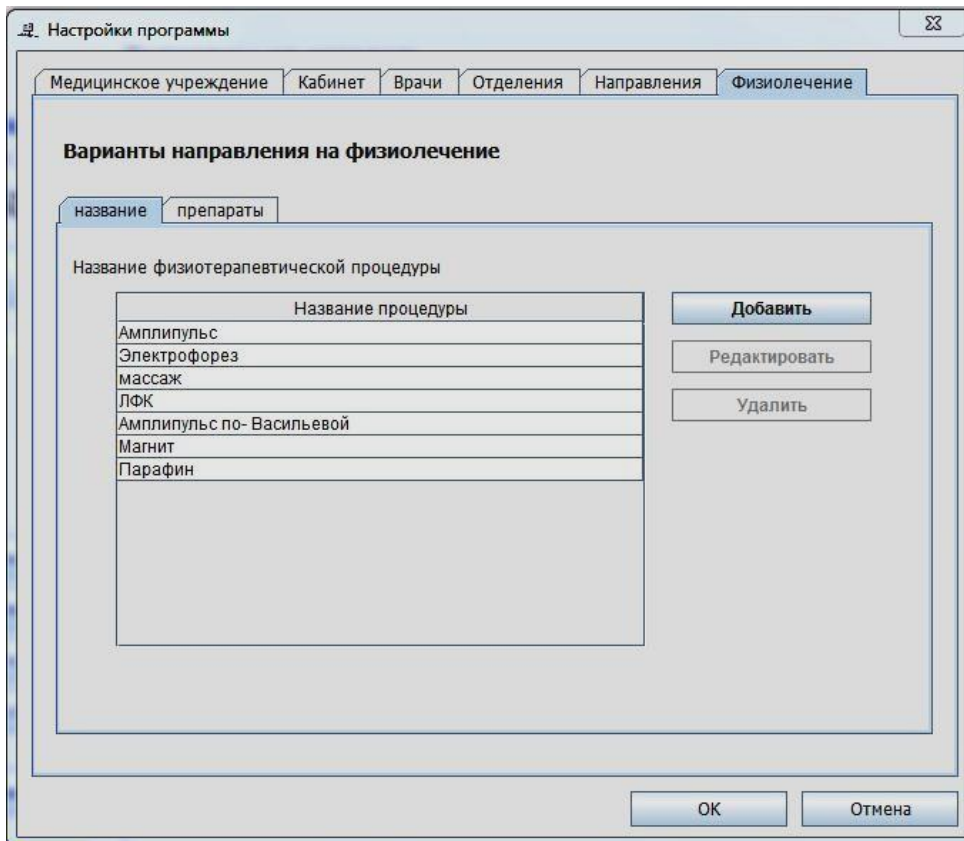 Настройки программы
Медицинское учреждение Кабинет Врачи Отделения Направления Физиолечение
Варианты направления на физиолечение
название препараты
Название физиотерапевтической процедуры
Название процедуры
Добавить
Амплипульс
Электрофорез
Редактировать
массаж
ЛФК
Удалить
Амплипульс по- Васильевой
Магнит
Парафин
OK Отмена